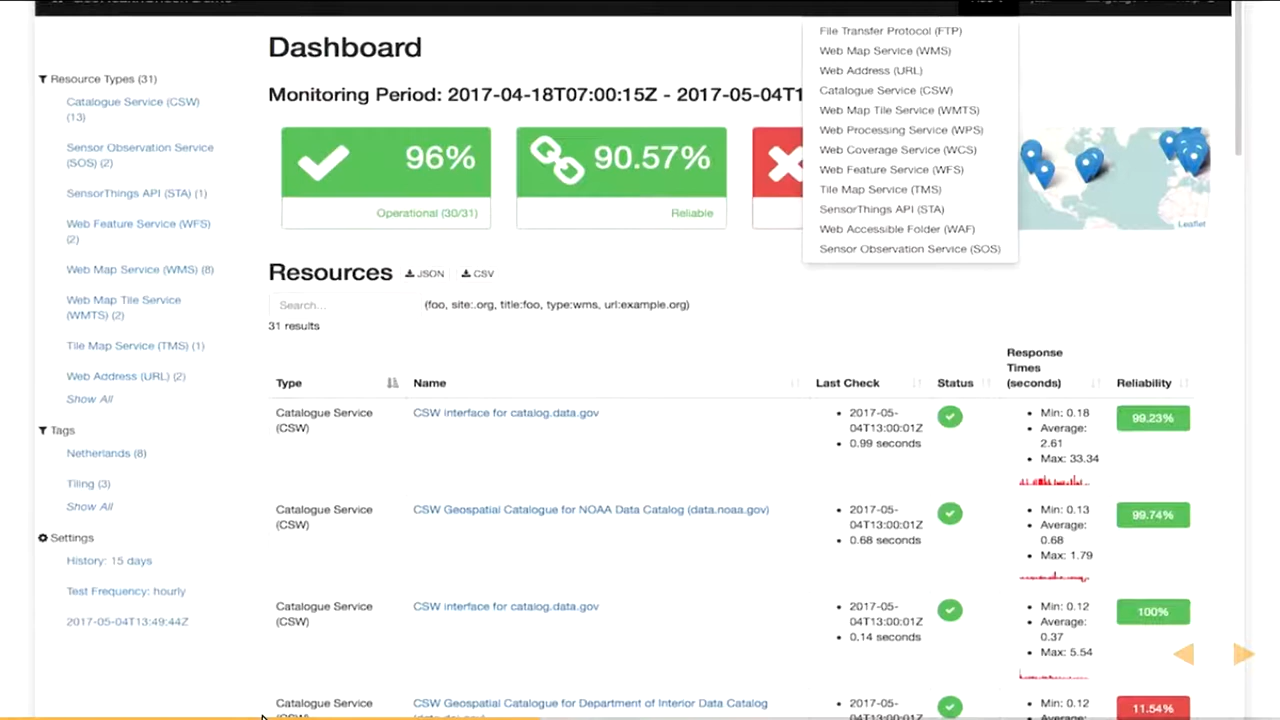 Dashboard
Monitoring Period: 2017-04-18T07:00:15Z - 2017-05-04T1
File Transfer Protocol (FTP)
Web Map Service (WMS)
Web Address (URL)
Catalogue Service (CSW)
Web Map Tile Service (WMTS)
Web Processing Service (WPS)
Web Coverage Service (WCS)
Web Feature Service (WFS)
Tile Map Service (TMS)
SensorThings API (STA)
Web Accessible Folder (WAF)
Sensor Observation Service (SOS)
Resource Types (31)
Catalogue Service (CSW)
(13)
Sensor Observation Service
(SOS) (2)
SensorThings API (STA) (1)
Web Feature Service (WFS)
(2)
Web Map Service (WMS) (8)
Web Map Tile Service
(WMTS) (2)
Tile Map Service (TMS) (1)
Web Address (URL) (2)
Show All
Tags
Netherlands (8)
Tiling (3)
Show All
Settings
History: 15 days
Test Frequency: hourly
2017-05-04T13:49:44Z
96%
Operational (30/31)
90.57%
Reliable
Leaflet
Resources JSON CSV
Search... (foo, site:.org, title:foo, type:wms, url:example.org)
31 results
Type Name Last Check Status Response Times (seconds) Reliability
Catalogue Service
(CSW)
CSW interface for catalog.data.gov
2017-05-
04T13:00:01Z
0.99 seconds
Min: 0.18
Average:
2.61
Max: 33.34
99.23%
Catalogue Service
(CSW)
CSW Geospatial Catalogue for NOAA Data Catalog (data.noaa.gov)
2017-05-
04T13:00:01Z
0.68 seconds
Min: 0.13
Average:
0.68
Max: 1.79
99.74%
Catalogue Service
(CSW)
CSW interface for catalog.data.gov
2017-05-
04T13:00:01Z
0.14 seconds
Min: 0.12
Average:
0.37
Max: 5.54
100%
Catalogue Service
(CSW)
CSW Geospatial Catalogue for Department of Interior Data Catalog
2017-05-
04T13:00:01Z
Min: 0.12
Average:
11.54%